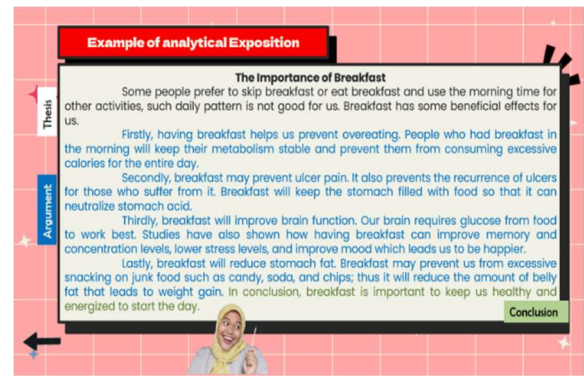 Example of analytical Exposition
The Importance of Breakfast
Thesis
Some people prefer to skip breakfast or eat breakfast and use the morning time for
other activities, such daily pattern is not good for us. Breakfast has some beneficial effects for
us.
Argument
Firstly, having breakfast helps us prevent overeating. People who had breakfast in
the morning will keep their metabolism stable and prevent them from consuming excessive
calories for the entire day.
Secondly, breakfast may prevent ulcer pain. It also prevents the recurrence of ulcers
for those who suffer from it. Breakfast will keep the stomach filled with food so that it can
neutralize stomach acid.
Thirdly, breakfast will improve brain function. Our brain requires glucose from food
to work best. Studies have also shown how having breakfast can improve memory and
concentration levels, lower stress levels, and improve mood which leads us to be happier.
Lastly, breakfast will reduce stomach fat. Breakfast may prevent us from excessive
snacking on junk food such as candy, soda, and chips; thus it will reduce the amount of belly
fat that leads to weight gain. In conclusion, breakfast is important to keep us healthy and
energized to start the day.
Conclusion